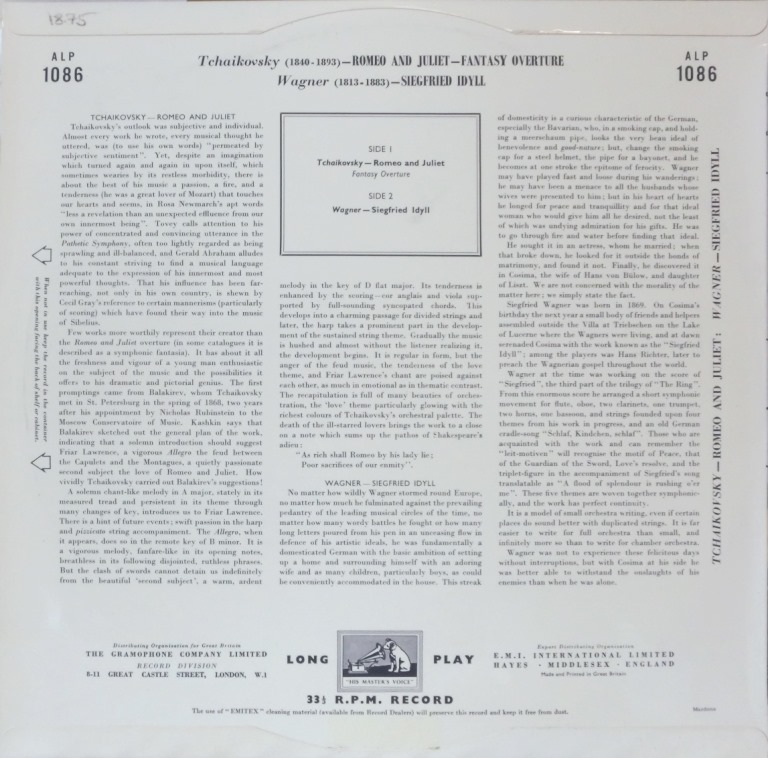 18.75
ALP
1086
Tchaikovsky (1840-1893)—ROMEO AND JULIET—FANTASY OVERTURE
Wagner (1813-1883)—SIEGFRIED IDYLL
ALP
1086
TCHAIKOVSKY—ROMEO AND JULIET
Tchaikovsky's outlook was subjective and individual.
Almost every work he wrote, every musical thought he
uttered, was (to use his own words) "permeated by
subjective sentiment". Yet, despite an imagination
which turned again and again in upon itself, which
sometimes wearies by its restless morbidity, there is
about the best of his music a passion, a fire, and a
tenderness (he was a great lover of Mozart) that touches
our hearts and seems, in Rosa Newmarch's apt words
"less a revelation than an unexpected effluence from our
own innermost being". Tovey calls attention to his
power of concentrated and convincing utterance in the
Pathetic Symphony, often too lightly regarded as being
sprawling and ill-balanced, and Gerald Abraham alludes
to his constant striving to find a musical language
adequate to the expression of his innermost and most
powerful thoughts. That his influence has been far-
reaching, not only in his own country, is shewn by
Cecil Gray's reference to certain mannerisms (particularly
of scoring) which have found their way into the music
of Sibelius.
Few works more worthily represent their creator than
the Romeo and Juliet overture (in some catalogues it is
described as a symphonic fantasia). It has about it all
the freshness and vigour of a young man enthusiastic
on the subject of the music and the possibilities it
offers to his dramatic and pictorial genius. The first
promptings came from Balakirev, whom Tchaikovsky
met in St. Petersburg in the spring of 1868, two years
after his appointment by Nicholas Rubinstein to the
Moscow Conservatoire of Music. Kashkin says that
Balakirev sketched out the general plan of the work,
indicating that a solemn introduction should suggest
Friar Lawrence, a vigorous Allegro the feud between
the Capulets and the Montagues, a quietly passionate
second subject the love of Romeo and Juliet. How
vividly Tchaikovsky carried out Balakirev's suggestions!
A solemn chant-like melody in A major, stately in its
measured tread and persistent in its theme through
many changes of key, introduces us to Friar Lawrence.
There is a hint of future events; swift passion in the harp
and pizzicato string accompaniment. The Allegro, when
it appears, does so in the remote key of B minor. It is
a vigorous melody, fanfare-like in its opening notes,
breathless in its following disjointed, ruthless phrases.
But the clash of swords cannot detain us indefinitely
from the beautiful 'second subject', a warm, ardent
SIDE 1
Tchaikovsky—Romeo and Juliet
Fantasy Overture
SIDE 2
Wagner—Siegfried Idyll
melody in the key of D flat major. Its tenderness is
enhanced by the scoring—cor anglais and viola sup-
ported by full-sounding syncopated chords. This
develops into a charming passage for divided strings and
later, the harp takes a prominent part in the develop-
ment of the sustained string theme. Gradually the music
is hushed and almost without the listener realizing it,
the development begins. It is regular in form, but the
anger of the feud music, the tenderness of the love
theme, and Friar Lawrence's chant are poised against
each other, as much in emotional as in thematic contrast.
The recapitulation is full of many beauties of orches-
tration, the 'love' theme particularly glowing with the
richest colours of Tchaikovsky's orchestral palette. The
death of the ill-starred lovers brings the work to a close
on a note which sums up the pathos of Shakespeare's
adieu:
"As rich shall Romeo by his lady lie;
Poor sacrifices of our enmity".
WAGNER—SIEGFRIED IDYLL
No matter how wildly Wagner stormed round Europe,
no matter how much he fulminated against the prevailing
pedantry of the leading musical circles of the time, no
matter how many words battles he fought or how many
long letters poured from his pen in an unceasing flow in
defence of his artistic ideals, he was fundamentally a
domesticated German with the basic ambition of setting
up a home and surrounding himself with an adoring
wife and as many children, particularly boys, as could
be conveniently accommodated in the house. This streak
of domesticity is a curious characteristic of the German,
especially the Bavarian, who, in a smoking cap, and hold-
ing a meerschaum pipe, looks the very beau ideal of
benevolence and good-nature; but, change the smoking
cap for a steel helmet, the pipe for a bayonet, and he
becomes at one stroke the epitome of ferocity. Wagner
may have played fast and loose during his wanderings;
he may have been a menace to all the husbands whose
wives were presented to him; but in his heart of hearts
he longed for peace and tranquillity and for that ideal
woman who would give him all he desired, not the least
of which was undying admiration for his gifts. He was
to go through fire and water before finding that ideal.
He sought it in an actress, whom he married; when
that broke down, he looked for it outside the bonds of
matrimony, and found it not. Finally, he discovered it
in Cosima, the wife of Hans von Bülow, and daughter
of Liszt. We are not concerned with the morality of the
matter here; we simply state the fact.
Siegfried Wagner was born in 1869. On Cosima's
birthday the next year a small body of friends and helpers
assembled outside the Villa at Triebschen on the Lake
of Lucerne where the Wagners were living, and at dawn
serenaded Cosima with the work known as the "Siegfried
Idyll"; among the players was Hans Richter, later to
preach the Wagnerian gospel throughout the world.
Wagner at the time was working on the score of
"Siegfried", the third part of the trilogy of "The Ring".
From this enormous score he arranged a short symphonic
movement for flute, oboe, two clarinets, one trumpet,
two horns, one bassoon, and strings founded upon four
themes from his work in progress, and an old German
cradle-song "Schlaf, Kindchen, schlaf". Those who are
acquainted with the work and can remember the
"leit-motiven" will recognise the motif of Peace, that
of the Guardian of the Sword, Love's resolve, and the
triplet-figure in the accompaniment of Siegfried's song
translatable as "A flood of splendour is rushing o'er
me". These five themes are woven together symphonic-
ally, and the work has perfect continuity.
It is a model of small orchestra writing, even if certain
places do sound better with duplicated strings. It is far
easier to write for full orchestra than small, and
infinitely more so than to write for chamber orchestra.
Wagner was not to experience these felicitous days
without interruptions, but with Cosima at his side he
was better able to withstand the onslaughts of his
enemies than when he was alone.
When not in use keep the record in the container
with this opening facing the back of shelf or cabinet.
TCHAIKOVSKY—ROMEO AND JULIET: WAGNER—SIEGFRIED IDYLL
Distributing Organisation for Great Britain
THE GRAMOPHONE COMPANY LIMITED
RECORD DIVISION
8-11 GREAT CASTLE STREET, LONDON, W.1
LONG PLAY
"HIS MASTER'S VOICE"
33⅓ R.P.M. RECORD
Export Distributing Organisation
E.M.I. INTERNATIONAL LIMITED
HAYES · MIDDLESEX · ENGLAND
Made and Printed in Great Britain
The use of "EMITEX" cleaning material (available from Record Dealers) will preserve this record and keep it free from dust.